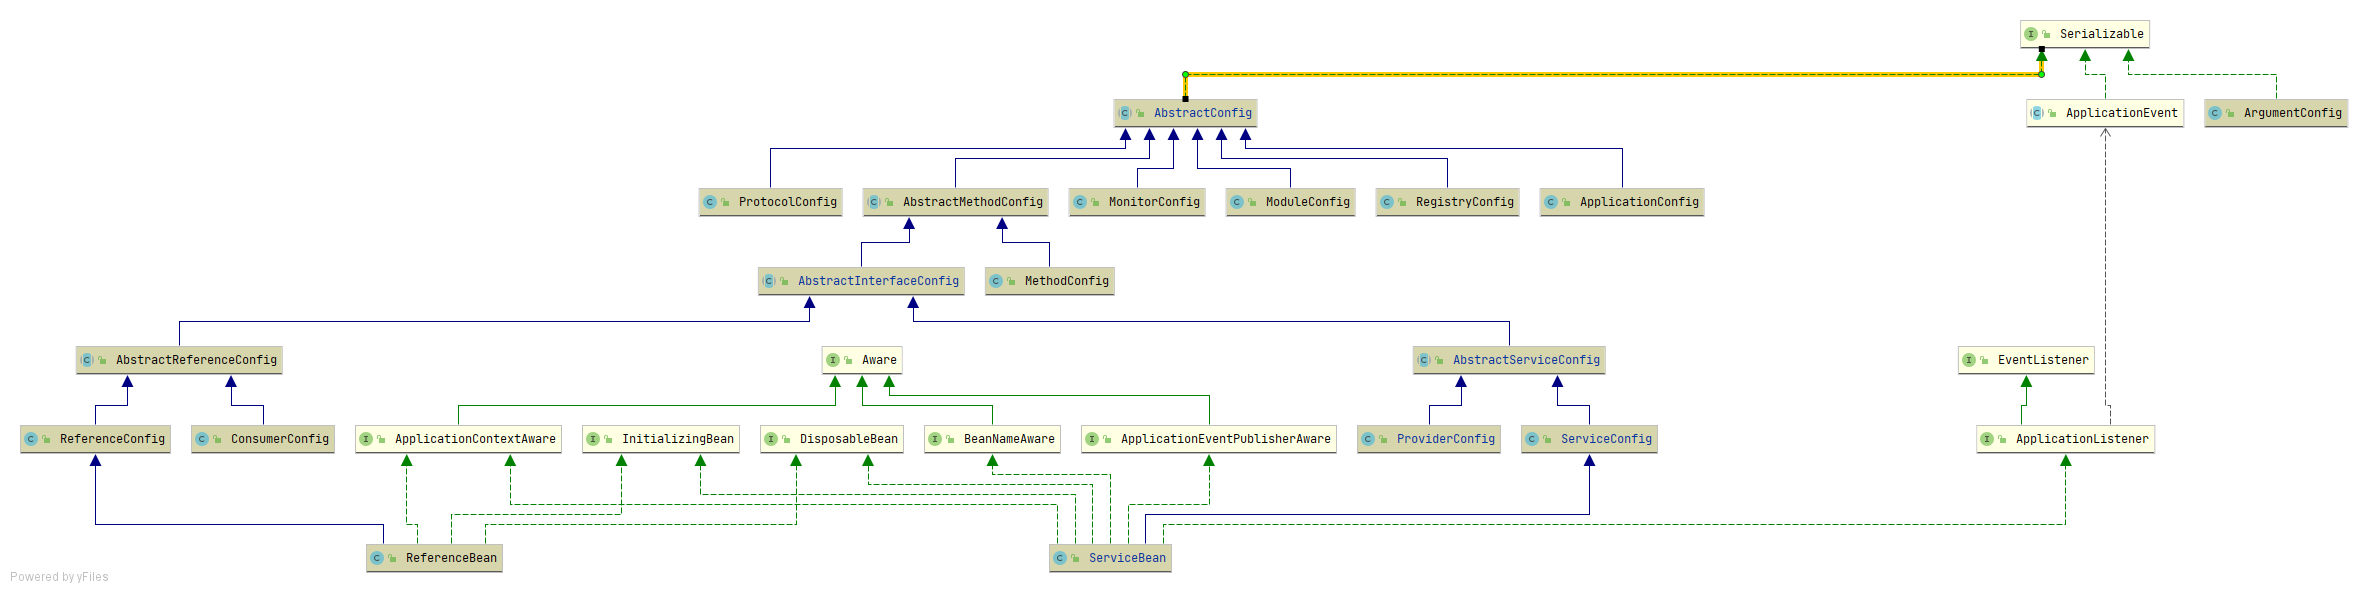 Serializable
AbstractConfig
ApplicationEvent
ArgumentConfig
ProtocolConfig
AbstractMethodConfig
MonitorConfig
ModuleConfig
RegistryConfig
ApplicationConfig
AbstractInterfaceConfig
MethodConfig
AbstractReferenceConfig
Aware
AbstractServiceConfig
EventListener
ReferenceConfig
ConsumerConfig
ApplicationContextAware
InitializingBean
DisposableBean
BeanNameAware
ApplicationEventPublisherAware
ProviderConfig
ServiceConfig
ApplicationListener
ReferenceBean
ServiceBean
Powered by yFiles